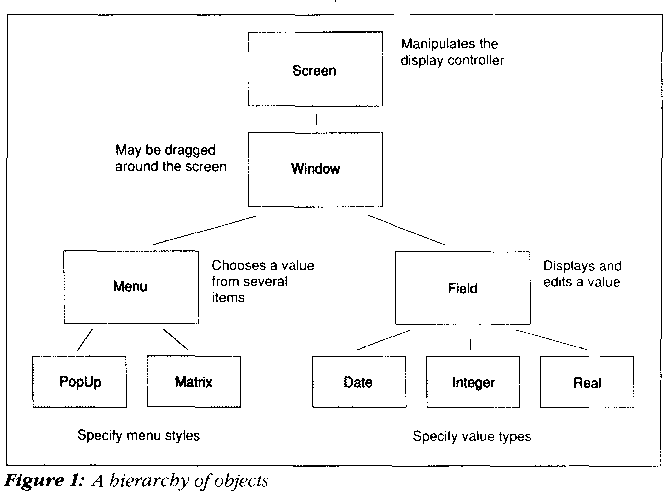 Manipulates the
display controller
Screen
May be dragged
around the screen
Window
Menu
Chooses a value
from several
items
Field
Displays and
edits a value
PopUp
Matrix
Date
Integer
Real
Specify menu styles
Specify value types
Figure 1: A hierarchy of objects